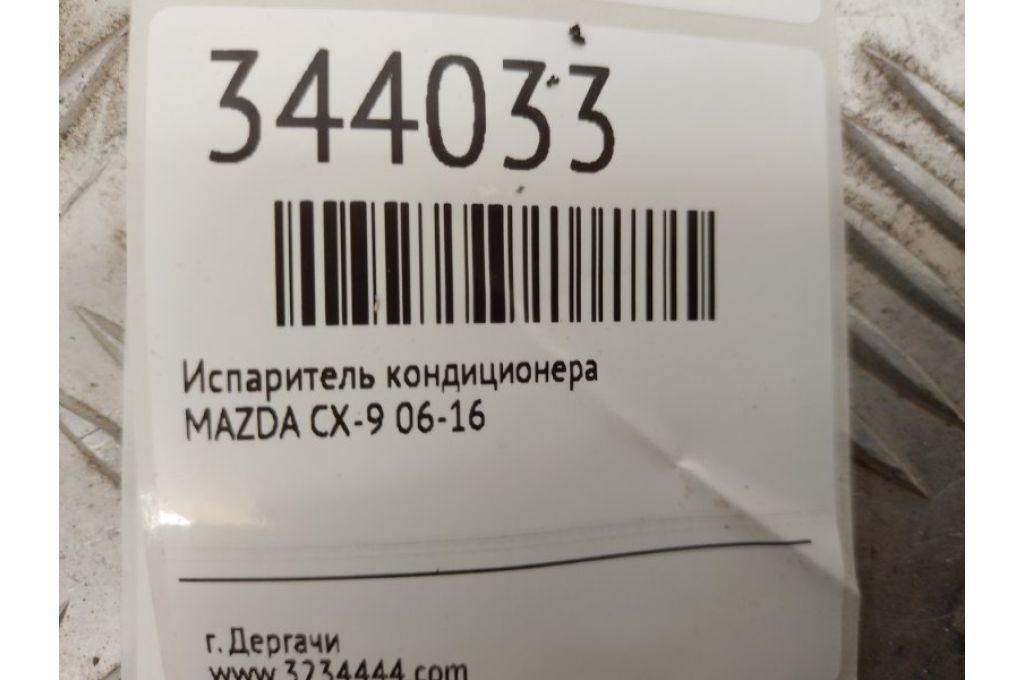 344033
Испаритель кондиционера
MAZDA CX-9 06-16
г. Дергачи
www.3234444.com